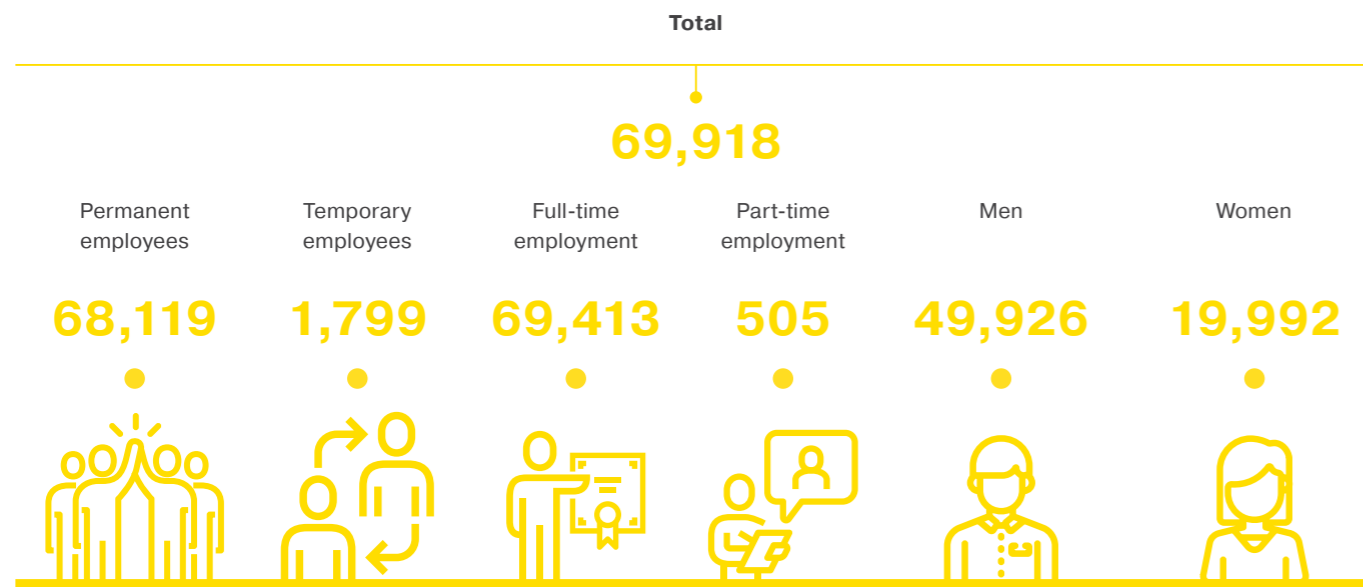 Total
69,918
Permanent
employees
Temporary
employees
Full-time
employment
Part-time
employment
Men
Women
68,119
1,799
69,413
505
49,926
19,992